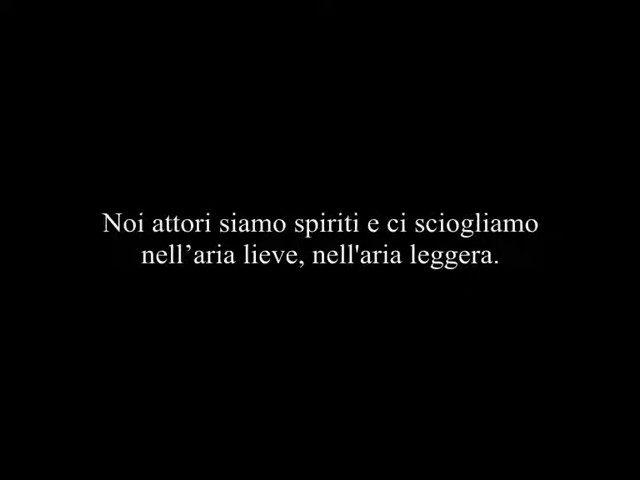 Noi attori siamo spiriti e ci sciogliamo
nell’aria lieve, nell'aria leggera.